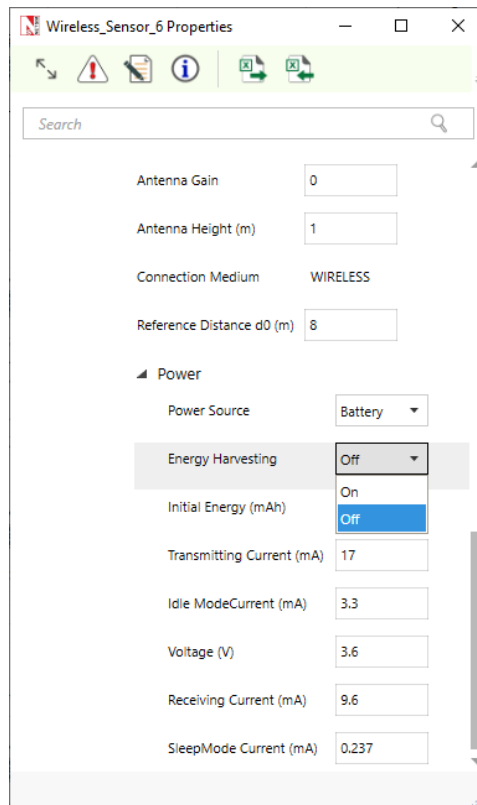 Wireless_Sensor_6 Properties
Search
Antenna Gain 0
Antenna Height (m) 1
Connection Medium WIRELESS
Reference Distance d0 (m) 8
Power
Power Source Battery
Energy Harvesting Off
On
Initial Energy (mAh)
Off
Transmitting Current (mA) 17
Idle ModeCurrent (mA) 3.3
Voltage (V) 3.6
Receiving Current (mA) 9.6
SleepMode Current (mA) 0.237